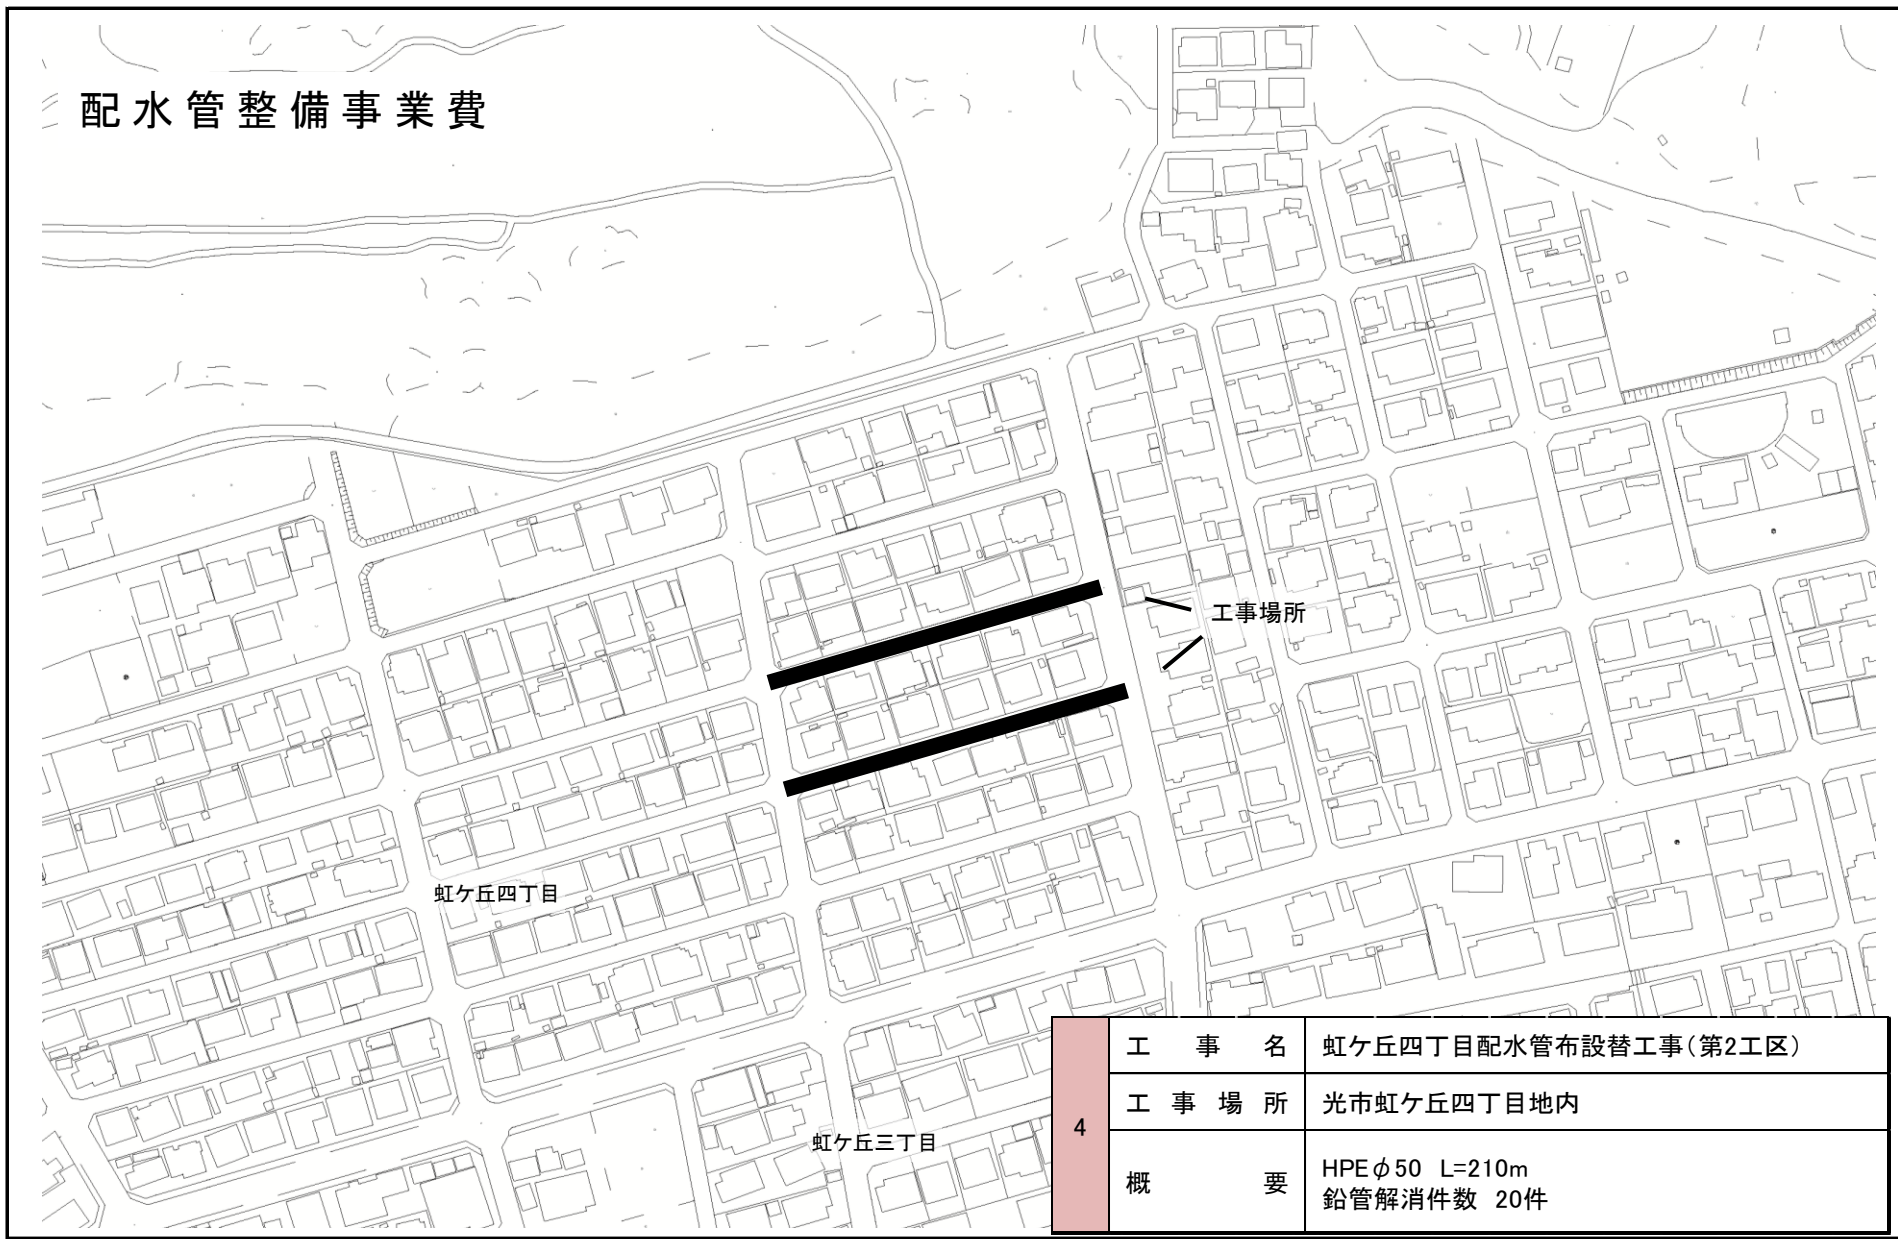 配水管整備事業費
工事場所
虹ケ丘四丁目
虹ケ丘三丁目
4
工事名 虹ケ丘四丁目配水管布設替工事(第2工区)
工事場所 光市虹ケ丘四丁目地内
概要 HPEφ50 L=210m
鉛管解消件数 20件